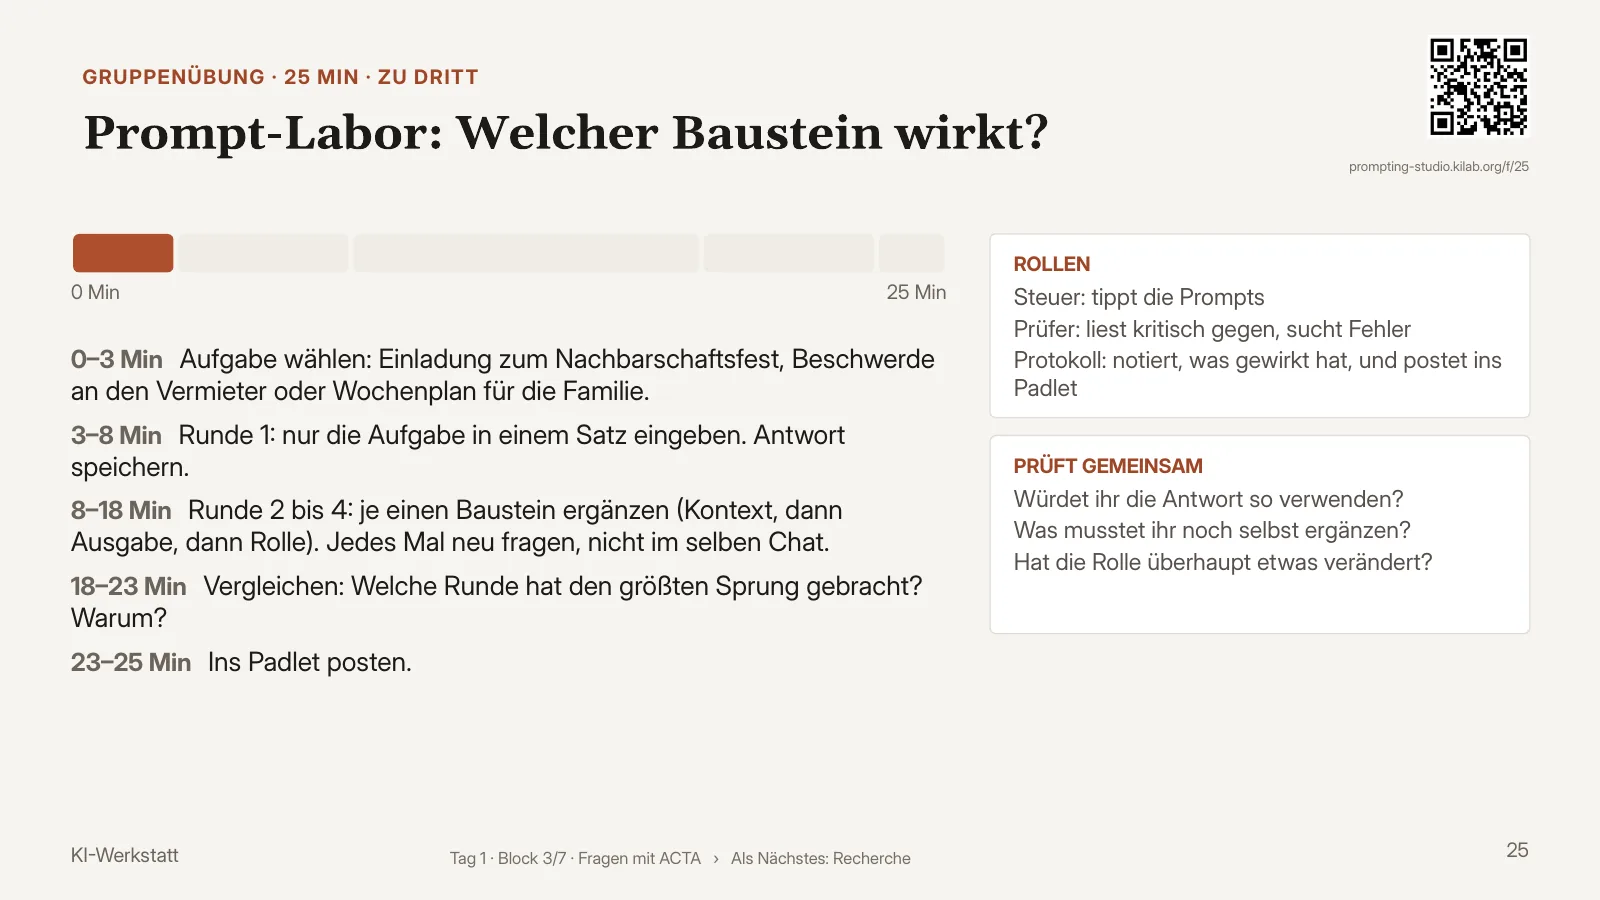 GRUPPENÜBUNG · 25 MIN · ZU DRITT
Prompt-Labor: Welcher Baustein wirkt?
prompting-studio.kilab.org/f/25
0 Min
25 Min
0–3 Min Aufgabe wählen: Einladung zum Nachbarschaftsfest, Beschwerde
an den Vermieter oder Wochenplan für die Familie.
3–8 Min Runde 1: nur die Aufgabe in einem Satz eingeben. Antwort
speichern.
8–18 Min Runde 2 bis 4: je einen Baustein ergänzen (Kontext, dann
Ausgabe, dann Rolle). Jedes Mal neu fragen, nicht im selben Chat.
18–23 Min Vergleichen: Welche Runde hat den größten Sprung gebracht?
Warum?
23–25 Min Ins Padlet posten.
ROLLEN
Steuer: tippt die Prompts
Prüfer: liest kritisch gegen, sucht Fehler
Protokoll: notiert, was gewirkt hat, und postet ins
Padlet
PRÜFT GEMEINSAM
Würdet ihr die Antwort so verwenden?
Was musstet ihr noch selbst ergänzen?
Hat die Rolle überhaupt etwas verändert?
KI-Werkstatt
Tag 1 · Block 3/7 · Fragen mit ACTA › Als Nächstes: Recherche
25